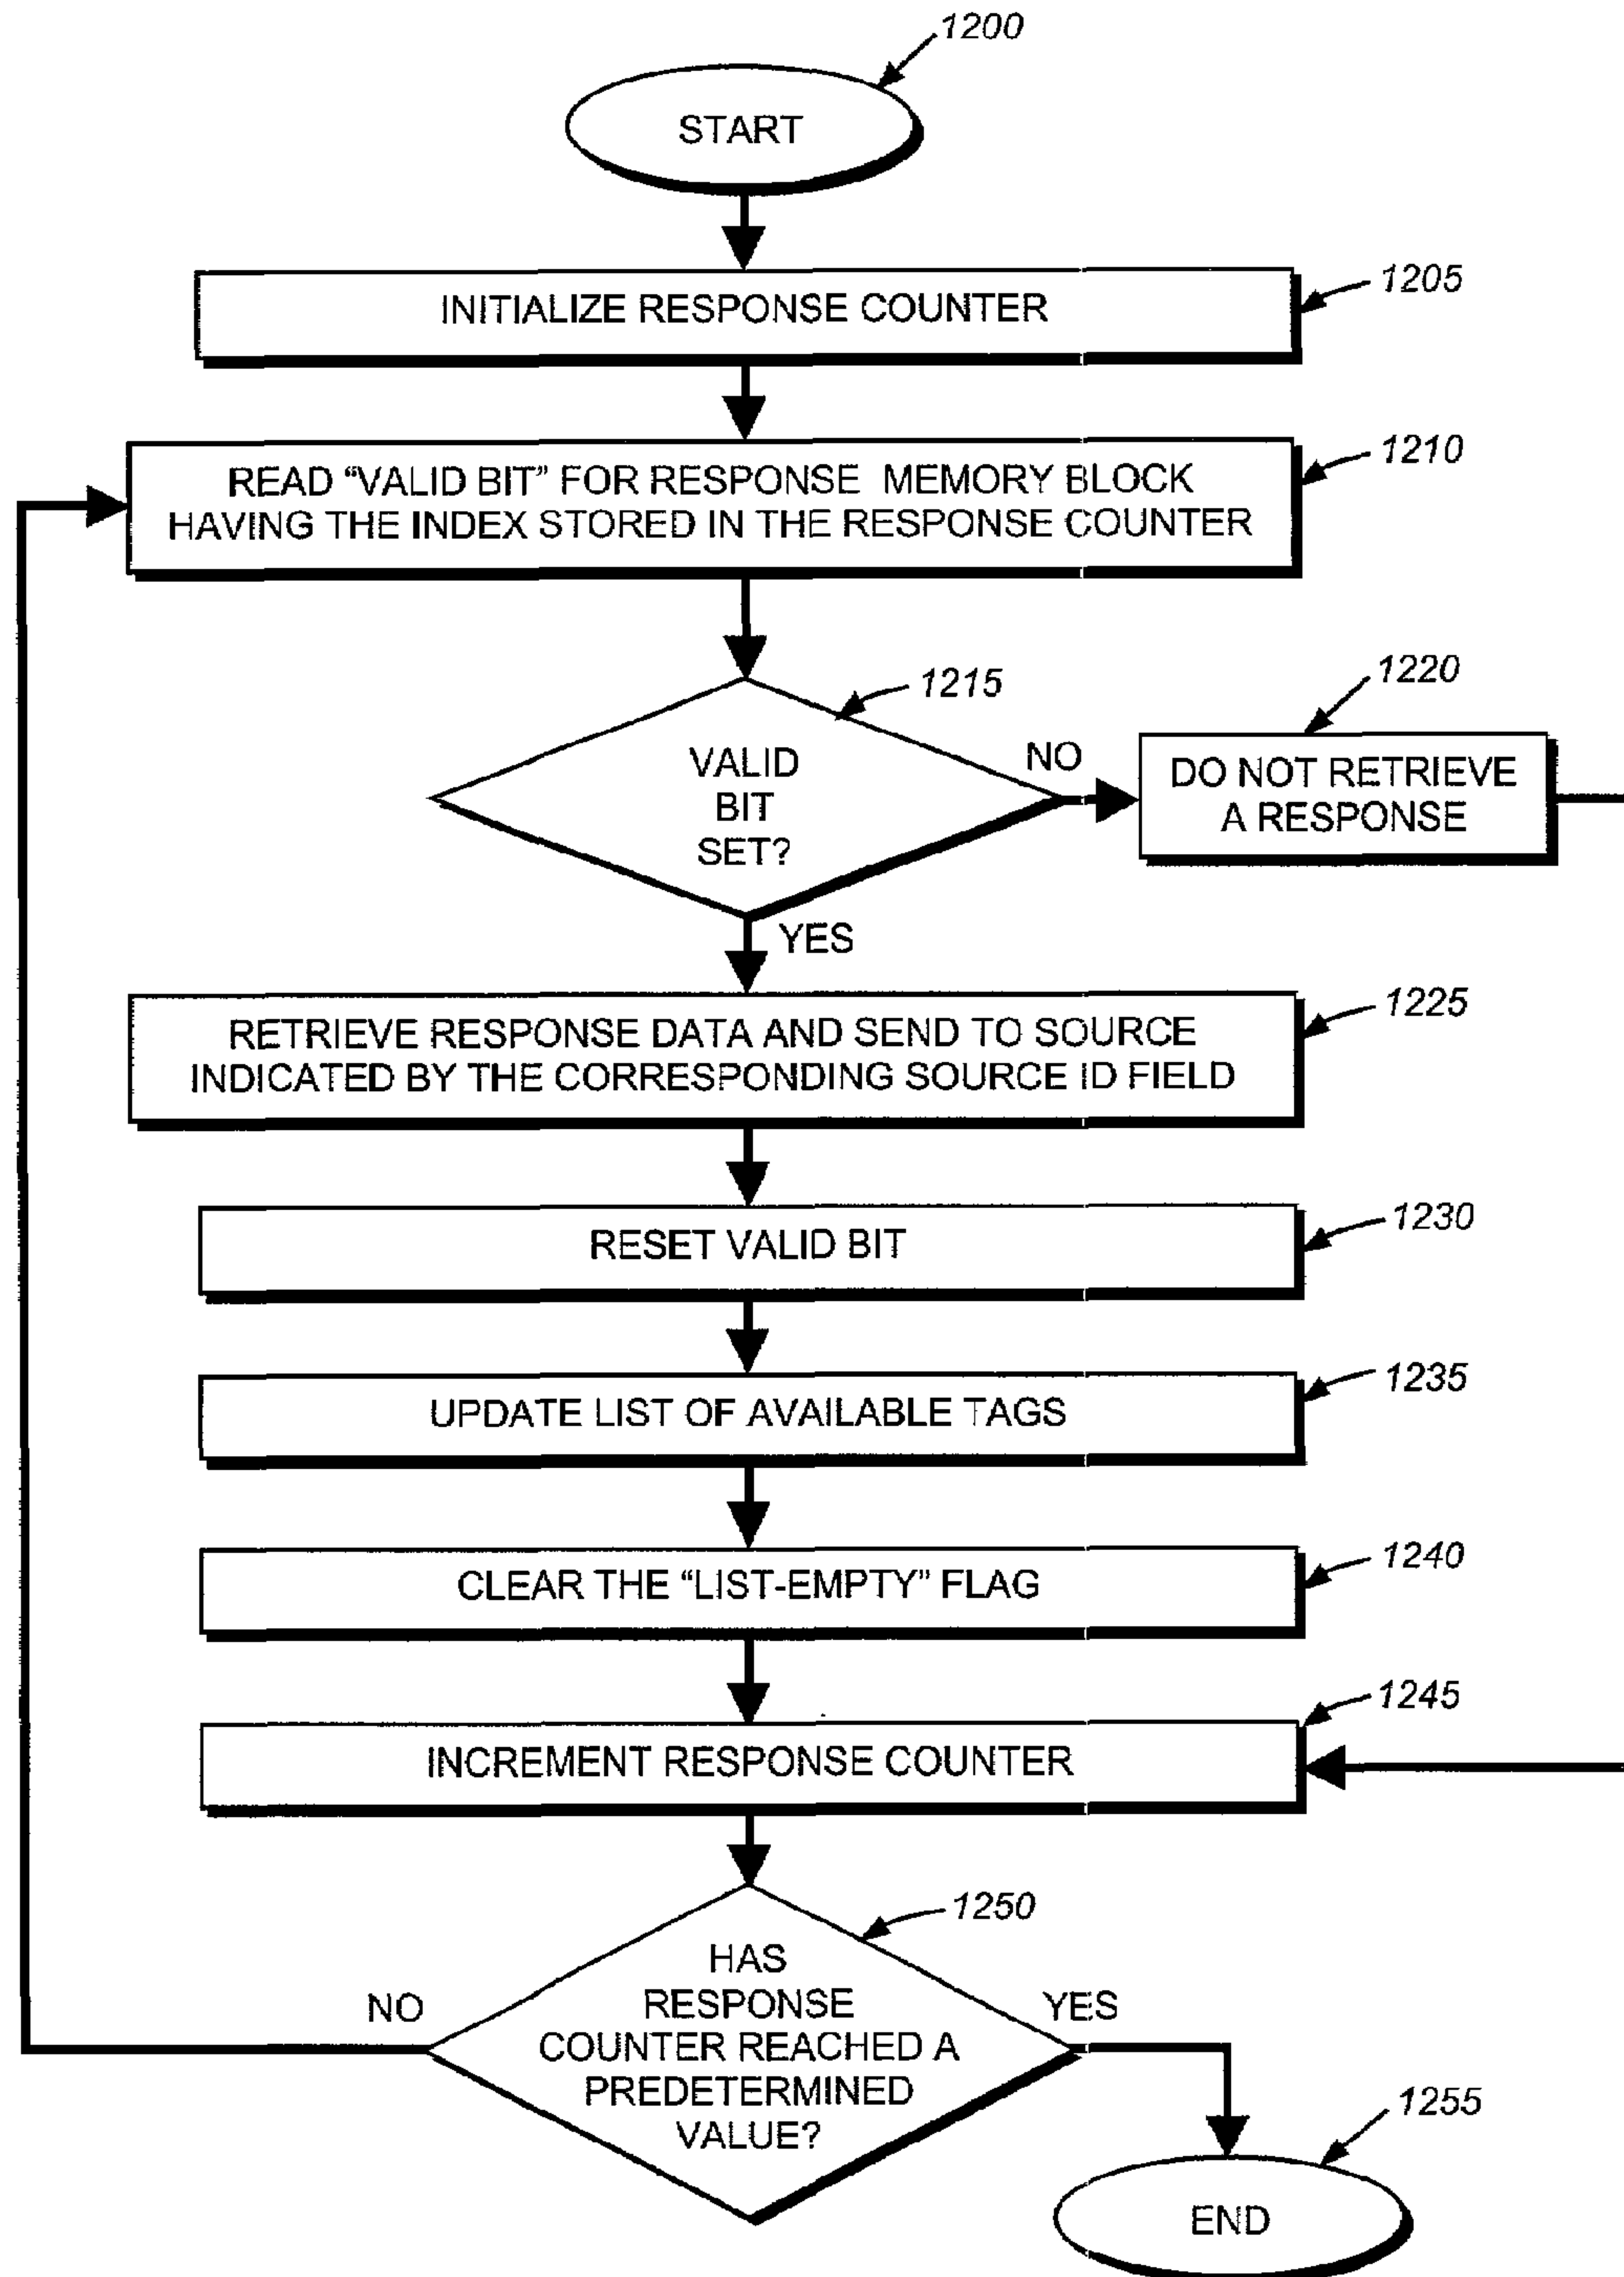 1200
START
INITIALIZE RESPONSE COUNTER
1205
READ “VALID BIT” FOR RESPONSE MEMORY BLOCK
HAVING THE INDEX STORED IN THE RESPONSE COUNTER
1210
1215
VALID
BIT
SET?
NO
1220
DO NOT RETRIEVE
A RESPONSE
YES
RETRIEVE RESPONSE DATA AND SEND TO SOURCE
INDICATED BY THE CORRESPONDING SOURCE ID FIELD
1225
RESET VALID BIT
1230
UPDATE LIST OF AVAILABLE TAGS
1235
CLEAR THE “LIST-EMPTY” FLAG
1240
INCREMENT RESPONSE COUNTER
1245
1250
HAS
RESPONSE
COUNTER REACHED A
PREDETERMINED
VALUE?
NO
YES
1255
END